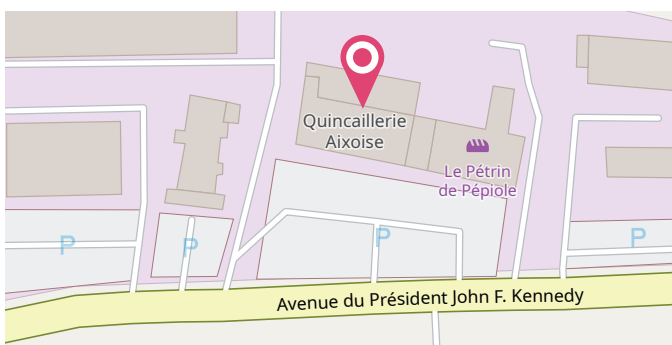 Quincaillerie
Aixoise
Le Pétrin
de Pépiole
P
P
P
P
Avenue du Président John F. Kennedy